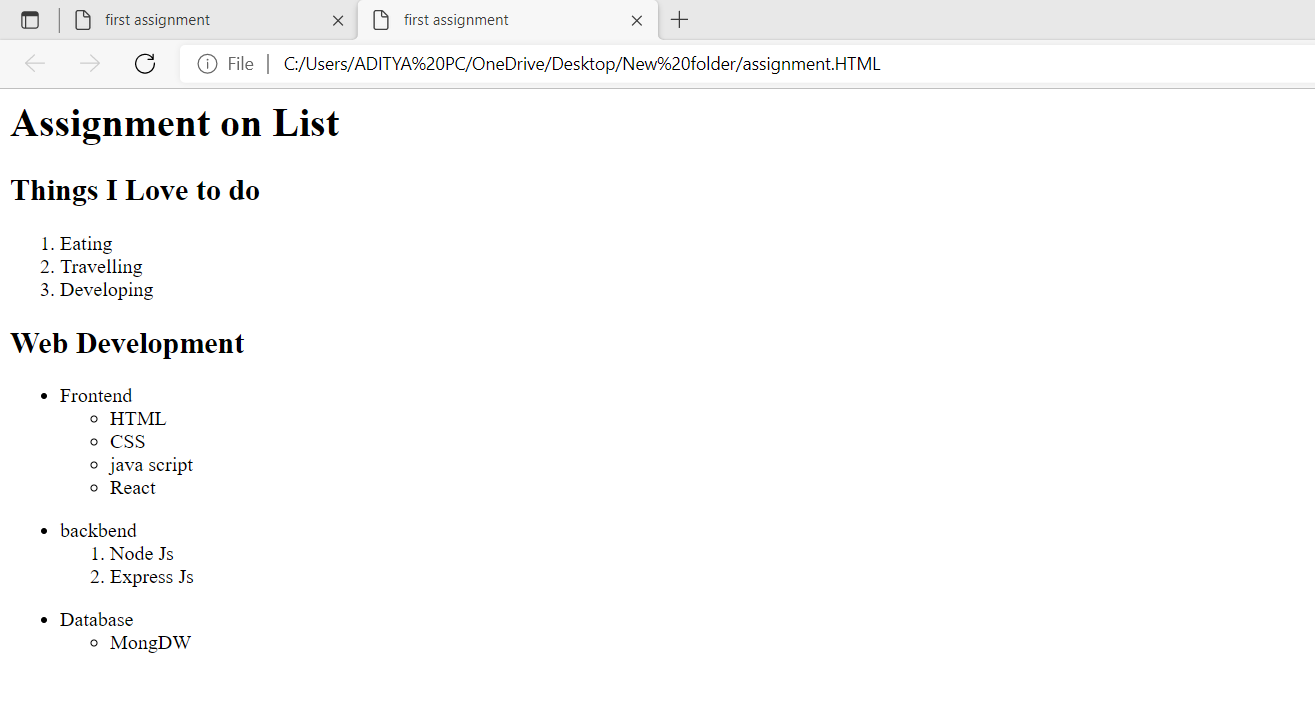 first assignment
first assignment
File C:/Users/ADITYA%20PC/OneDrive/Desktop/New%20folder/assignment.HTML
Assignment on List
Things I Love to do
1. Eating
2. Travelling
3. Developing
Web Development
• Frontend
◦ HTML
◦ CSS
◦ java script
◦ React
• backbend
1. Node Js
2. Express Js
• Database
◦ MongDW